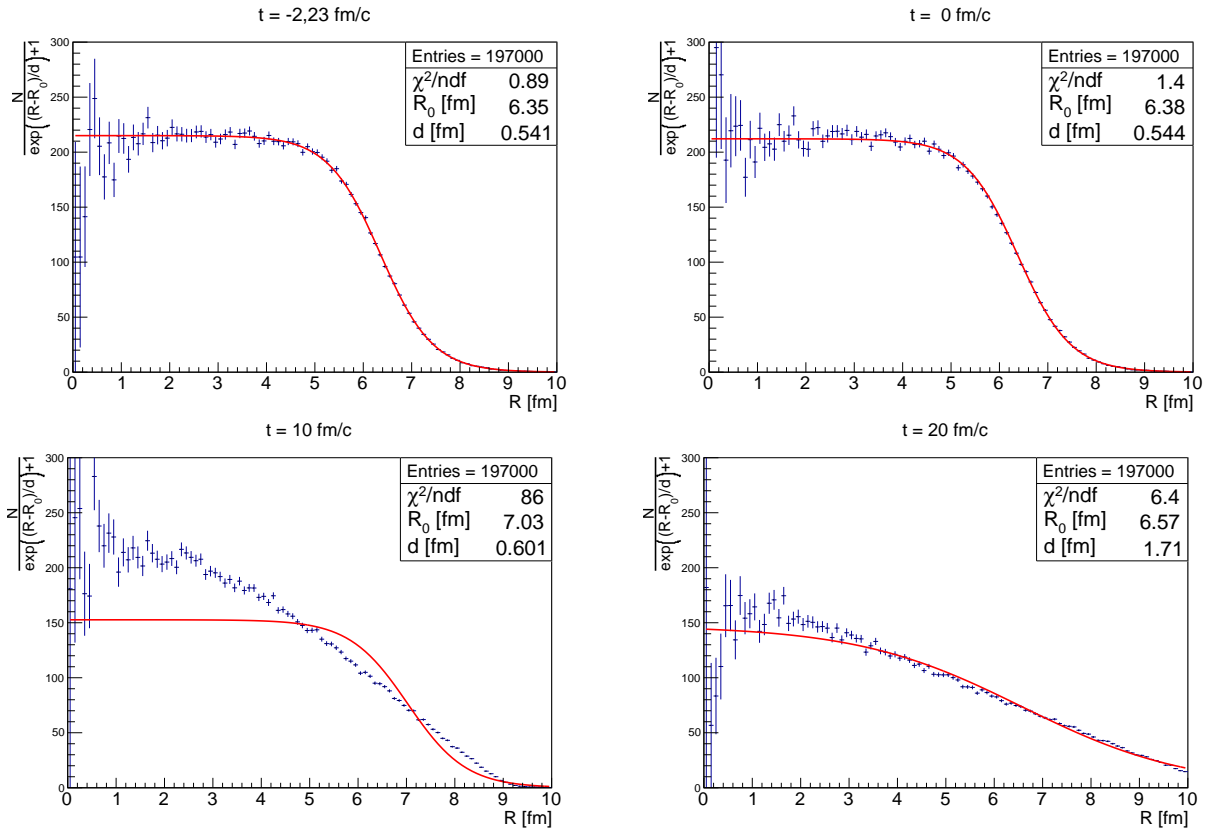 t = -2,23 fm/c
N
exp{(R-R₀)/d}+1
300
250
200
150
100
50
0
Entries = 197000
χ²/ndf 0.89
R₀ [fm] 6.35
d [fm] 0.541
0 1 2 3 4 5 6 7 8 9 10
R [fm]
t = 0 fm/c
N
exp{(R-R₀)/d}+1
300
250
200
150
100
50
0
Entries = 197000
χ²/ndf 1.4
R₀ [fm] 6.38
d [fm] 0.544
0 1 2 3 4 5 6 7 8 9 10
R [fm]
t = 10 fm/c
N
exp{(R-R₀)/d}+1
300
250
200
150
100
50
0
Entries = 197000
χ²/ndf 86
R₀ [fm] 7.03
d [fm] 0.601
0 1 2 3 4 5 6 7 8 9 10
R [fm]
t = 20 fm/c
N
exp{(R-R₀)/d}+1
300
250
200
150
100
50
0
Entries = 197000
χ²/ndf 6.4
R₀ [fm] 6.57
d [fm] 1.71
0 1 2 3 4 5 6 7 8 9 10
R [fm]